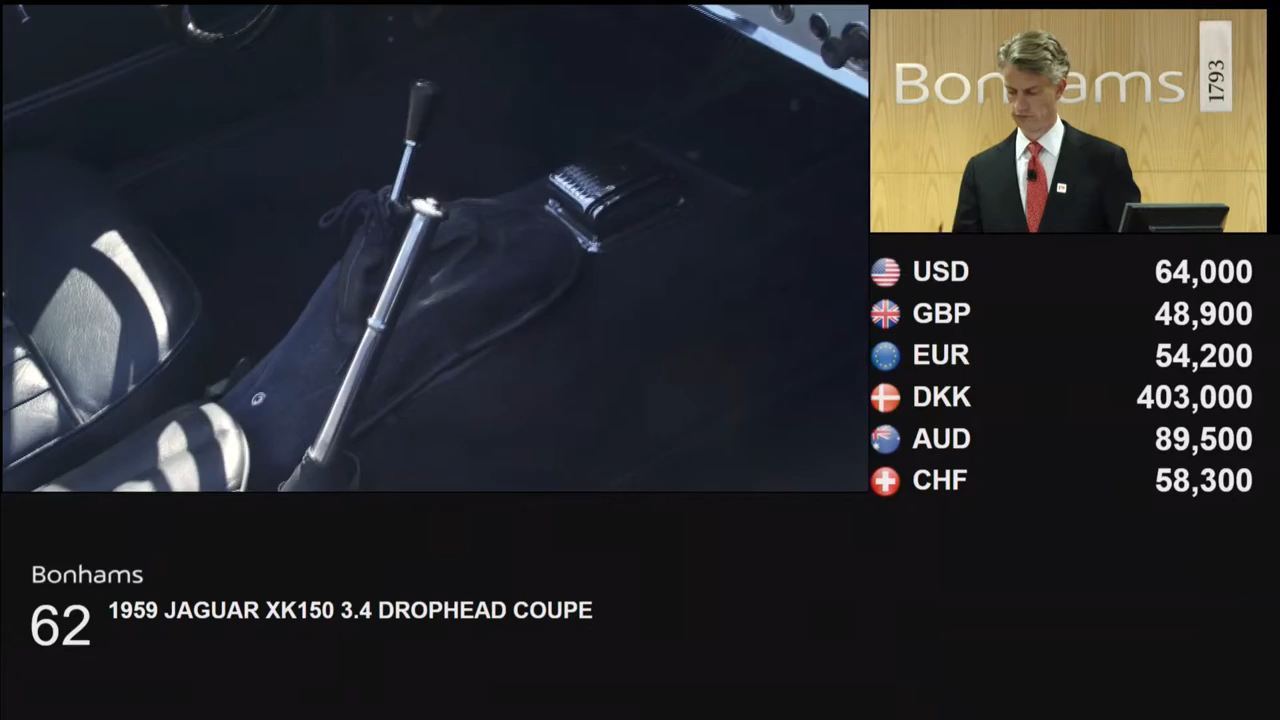 Bonhams
1793
USD 64,000
GBP 48,900
EUR 54,200
DKK 403,000
AUD 89,500
CHF 58,300
Bonhams
62 1959 JAGUAR XK150 3.4 DROPHEAD COUPE